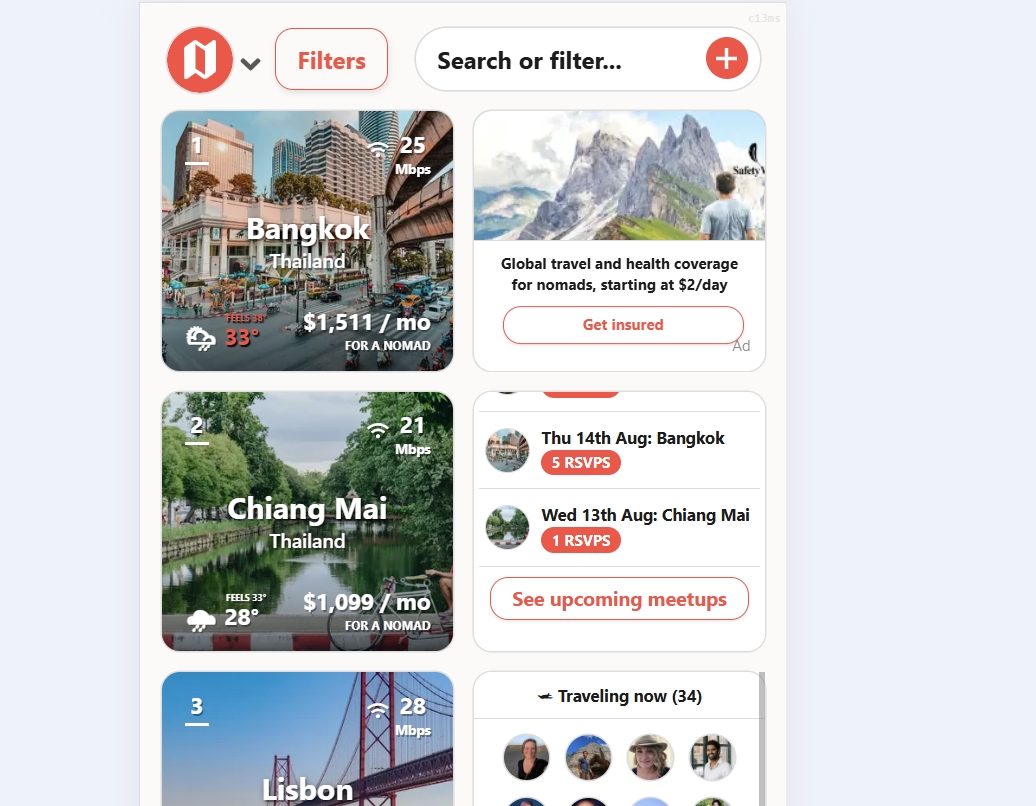 c13ms
Filters
Search or filter...
1
25
Mbps
Bangkok
Thailand
FEELS 38°
33°
$1,511 / mo
FOR A NOMAD
Global travel and health coverage
for nomads, starting at $2/day
Get insured
Ad
2
21
Mbps
Chiang Mai
Thailand
FEELS 33°
28°
$1,099 / mo
FOR A NOMAD
Thu 14th Aug: Bangkok
5 RSVPS
Wed 13th Aug: Chiang Mai
1 RSVPS
See upcoming meetups
3
28
Mbps
Lisbon
Traveling now (34)